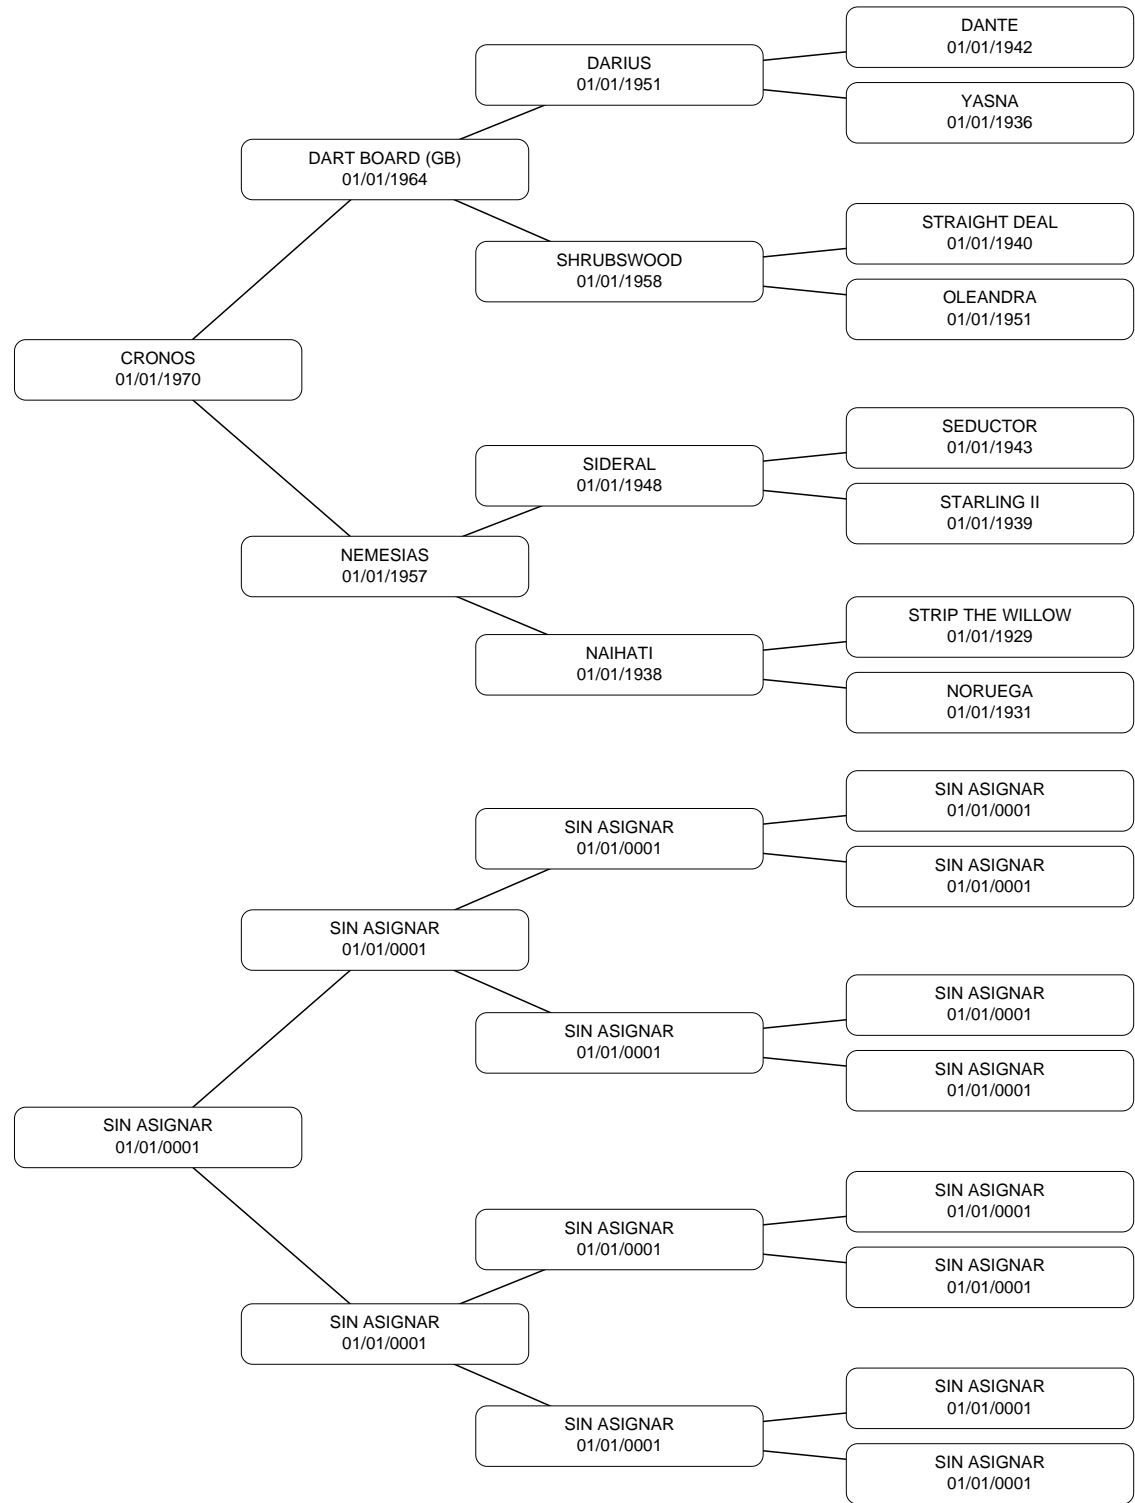 DANTE
01/01/1942
DARIUS
01/01/1951
YASNA
01/01/1936
DART BOARD (GB)
01/01/1964
STRAIGHT DEAL
01/01/1940
SHRUBSWOOD
01/01/1958
OLEANDRA
01/01/1951
CRONOS
01/01/1970
SEDUCTOR
01/01/1943
SIDERAL
01/01/1948
STARLING II
01/01/1939
NEMESIAS
01/01/1957
STRIP THE WILLOW
01/01/1929
NAIHATI
01/01/1938
NORUEGA
01/01/1931
SIN ASIGNAR
01/01/0001
SIN ASIGNAR
01/01/0001
SIN ASIGNAR
01/01/0001
SIN ASIGNAR
01/01/0001
SIN ASIGNAR
01/01/0001
SIN ASIGNAR
01/01/0001
SIN ASIGNAR
01/01/0001
SIN ASIGNAR
01/01/0001
SIN ASIGNAR
01/01/0001
SIN ASIGNAR
01/01/0001
SIN ASIGNAR
01/01/0001
SIN ASIGNAR
01/01/0001
SIN ASIGNAR
01/01/0001
SIN ASIGNAR
01/01/0001
SIN ASIGNAR
01/01/0001